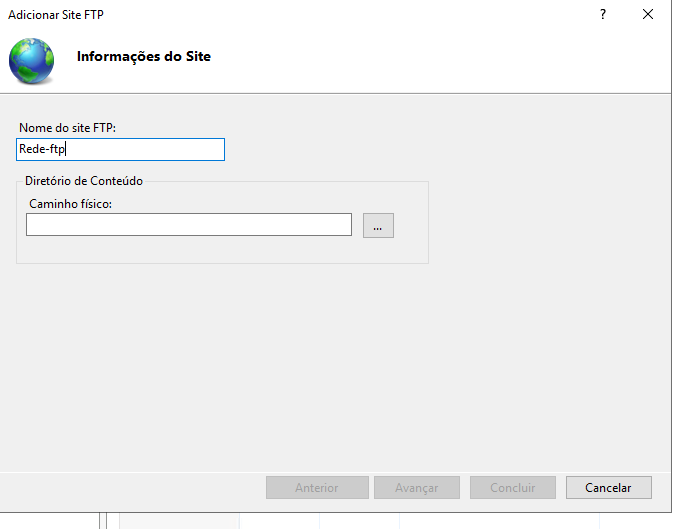 Adicionar Site FTP
?
Informações do Site
Nome do site FTP:
Rede-ftp
Diretório de Conteúdo
Caminho físico:
...
Anterior
Avançar
Concluir
Cancelar